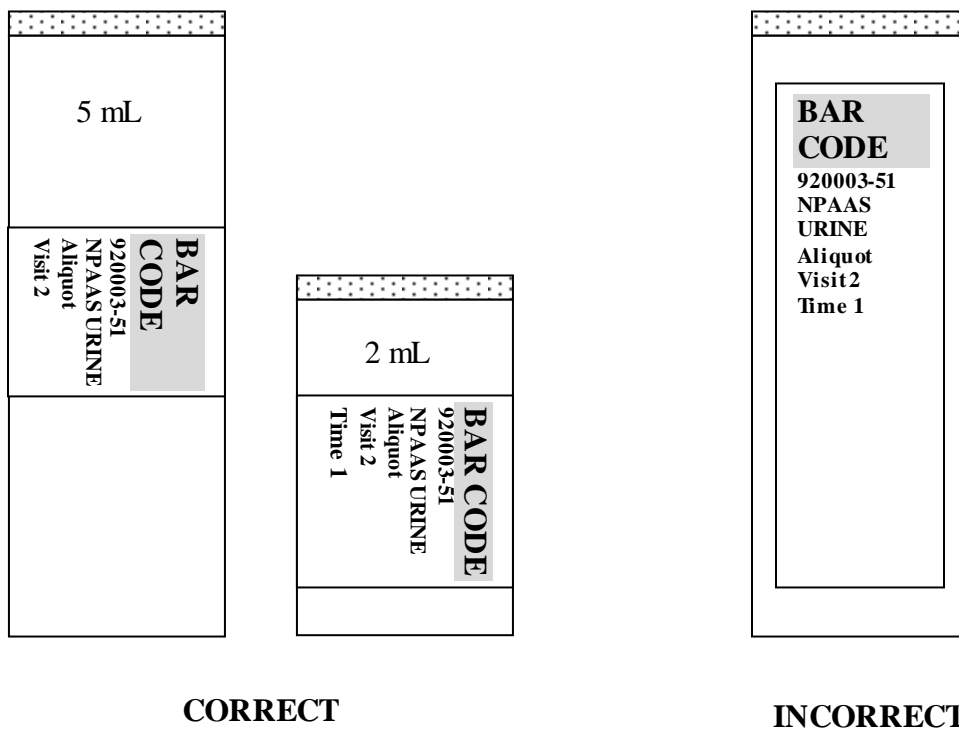 5 mL
BAR
CODE
920003-51
NPAAS URINE
Aliquot
Visit 2
2 mL
BAR CODE
920003-51
NPAAS URINE
Aliquot
Visit 2
Time 1
BAR
CODE
920003-51
NPAAS
URINE
Aliquot
Visit 2
Time 1
CORRECT
INCORRECT